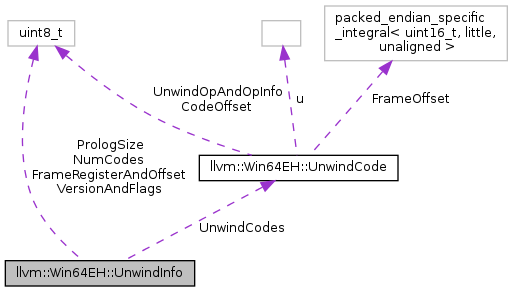 packed_endian_specific
_integral< uint16_t, little,
unaligned >
uint8_t
UnwindOpAndOpInfo
CodeOffset
u
FrameOffset
PrologSize
NumCodes
FrameRegisterAndOffset
VersionAndFlags
llvm::Win64EH::UnwindCode
UnwindCodes
llvm::Win64EH::UnwindInfo